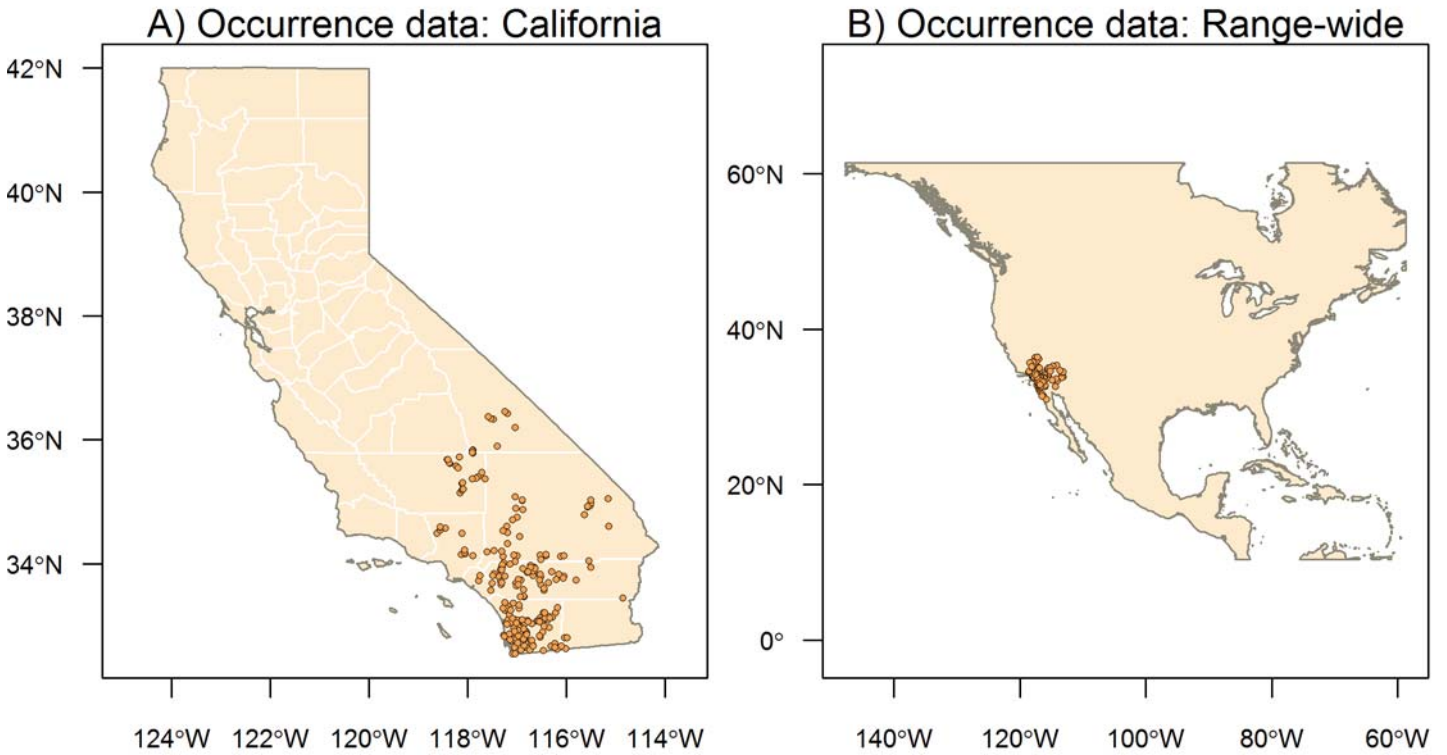 A) Occurrence data: California
42°N
40°N
38°N
36°N
34°N
124°W 122°W 120°W 118°W 116°W 114°W
B) Occurrence data: Range-wide
60°N
40°N
20°N
0°
140°W 120°W 100°W 80°W 60°W